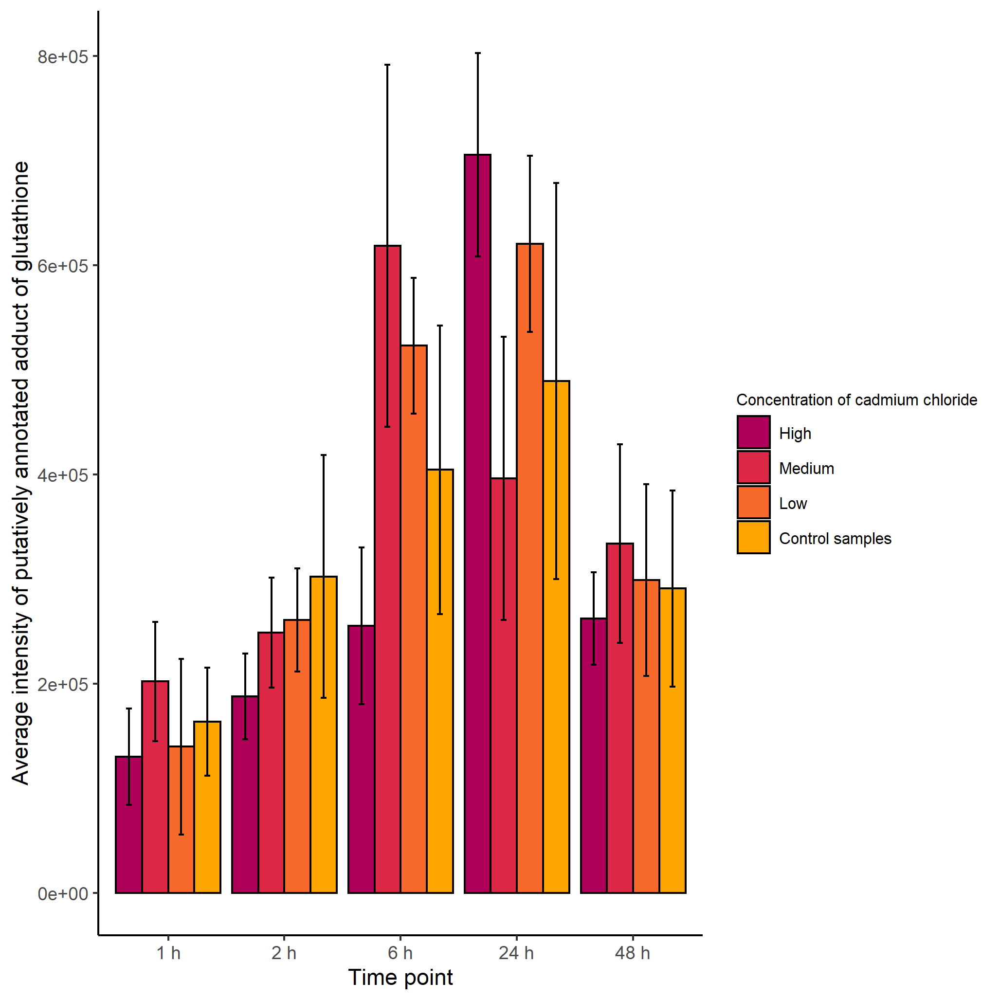 Average intensity of putatively annotated adduct of glutathione
8e+05
6e+05
4e+05
2e+05
0e+00
1 h
2 h
6 h
24 h
48 h
Time point
Concentration of cadmium chloride
High
Medium
Low
Control samples